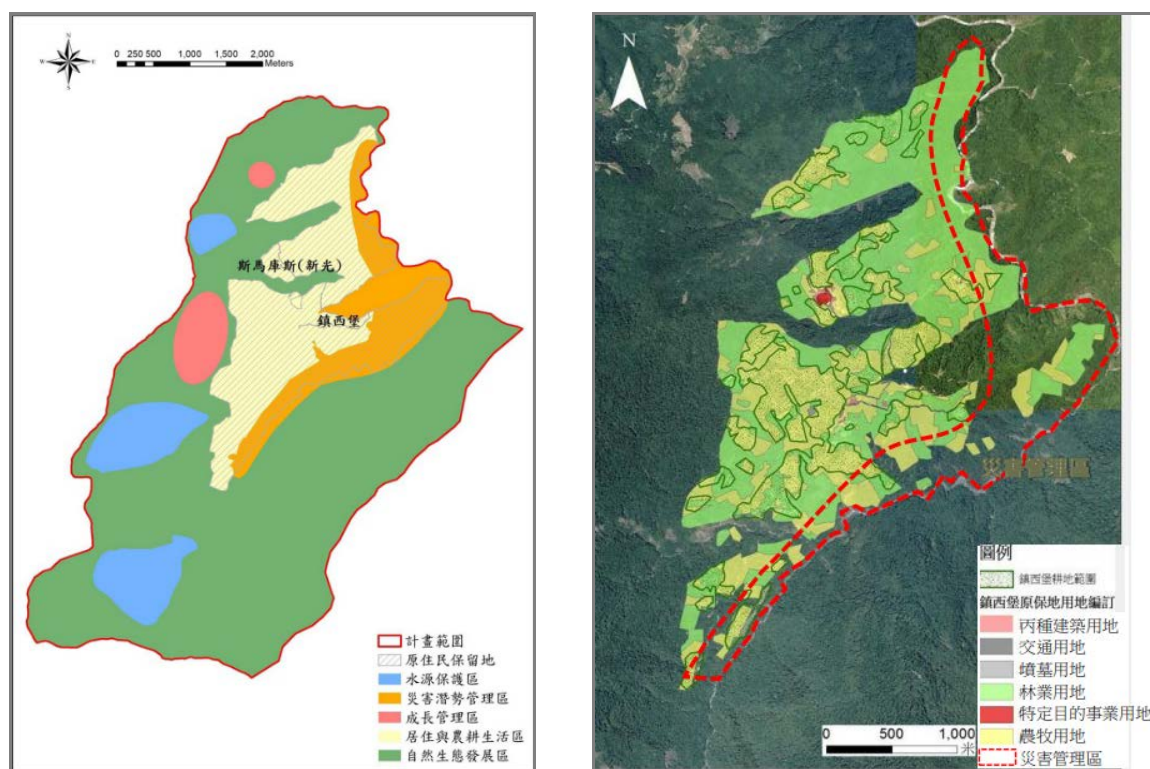 N
W
E
S
0 250 500 1,000 1,500 2,000
Meters
斯馬庫斯(新光)
鎮西堡
計畫範圍
原住民保留地
水源保護區
災害潛勢管理區
成長管理區
居住與農耕生活區
自然生態發展區
N
災害管理區
圖例
鎮西堡耕地範圍
鎮西堡原保地用地編訂
丙種建築用地
交通用地
墳墓用地
林業用地
特定目的事業用地
農牧用地
災害管理區
0 500 1,000
米